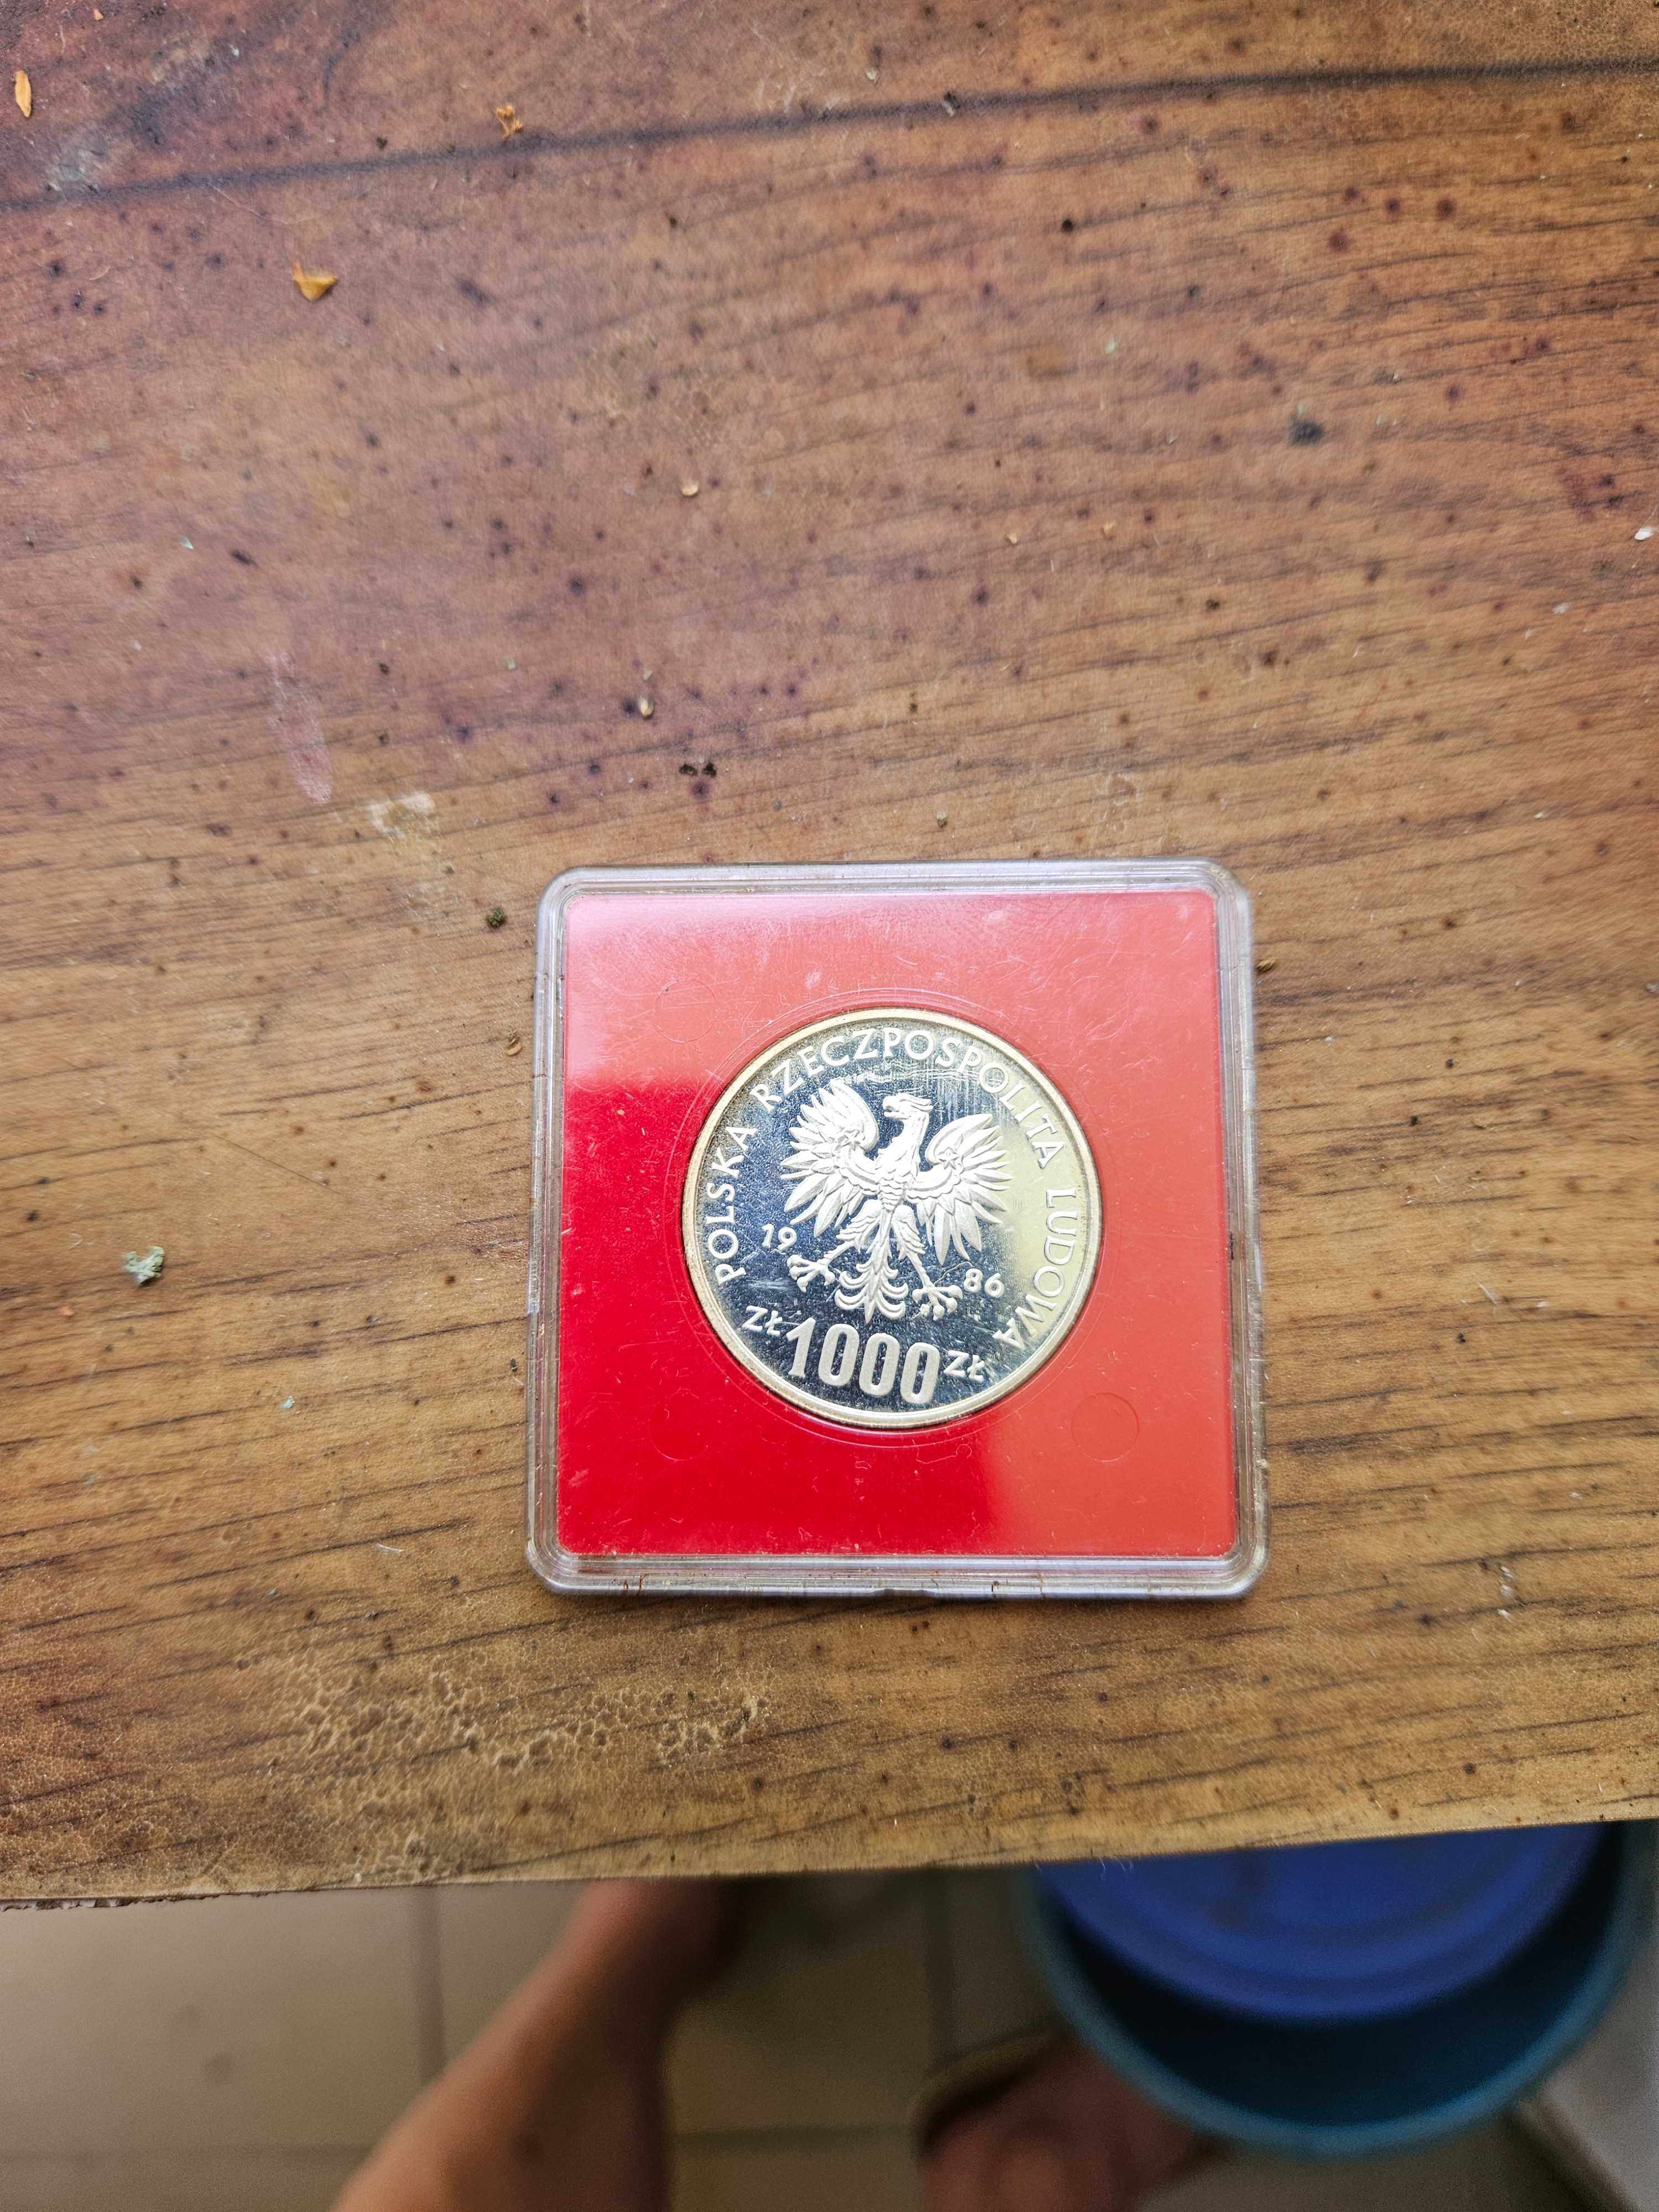 POLSKA RZECZPOSPOLITA LUDOWA
19 86
ZŁ 1000 ZŁ